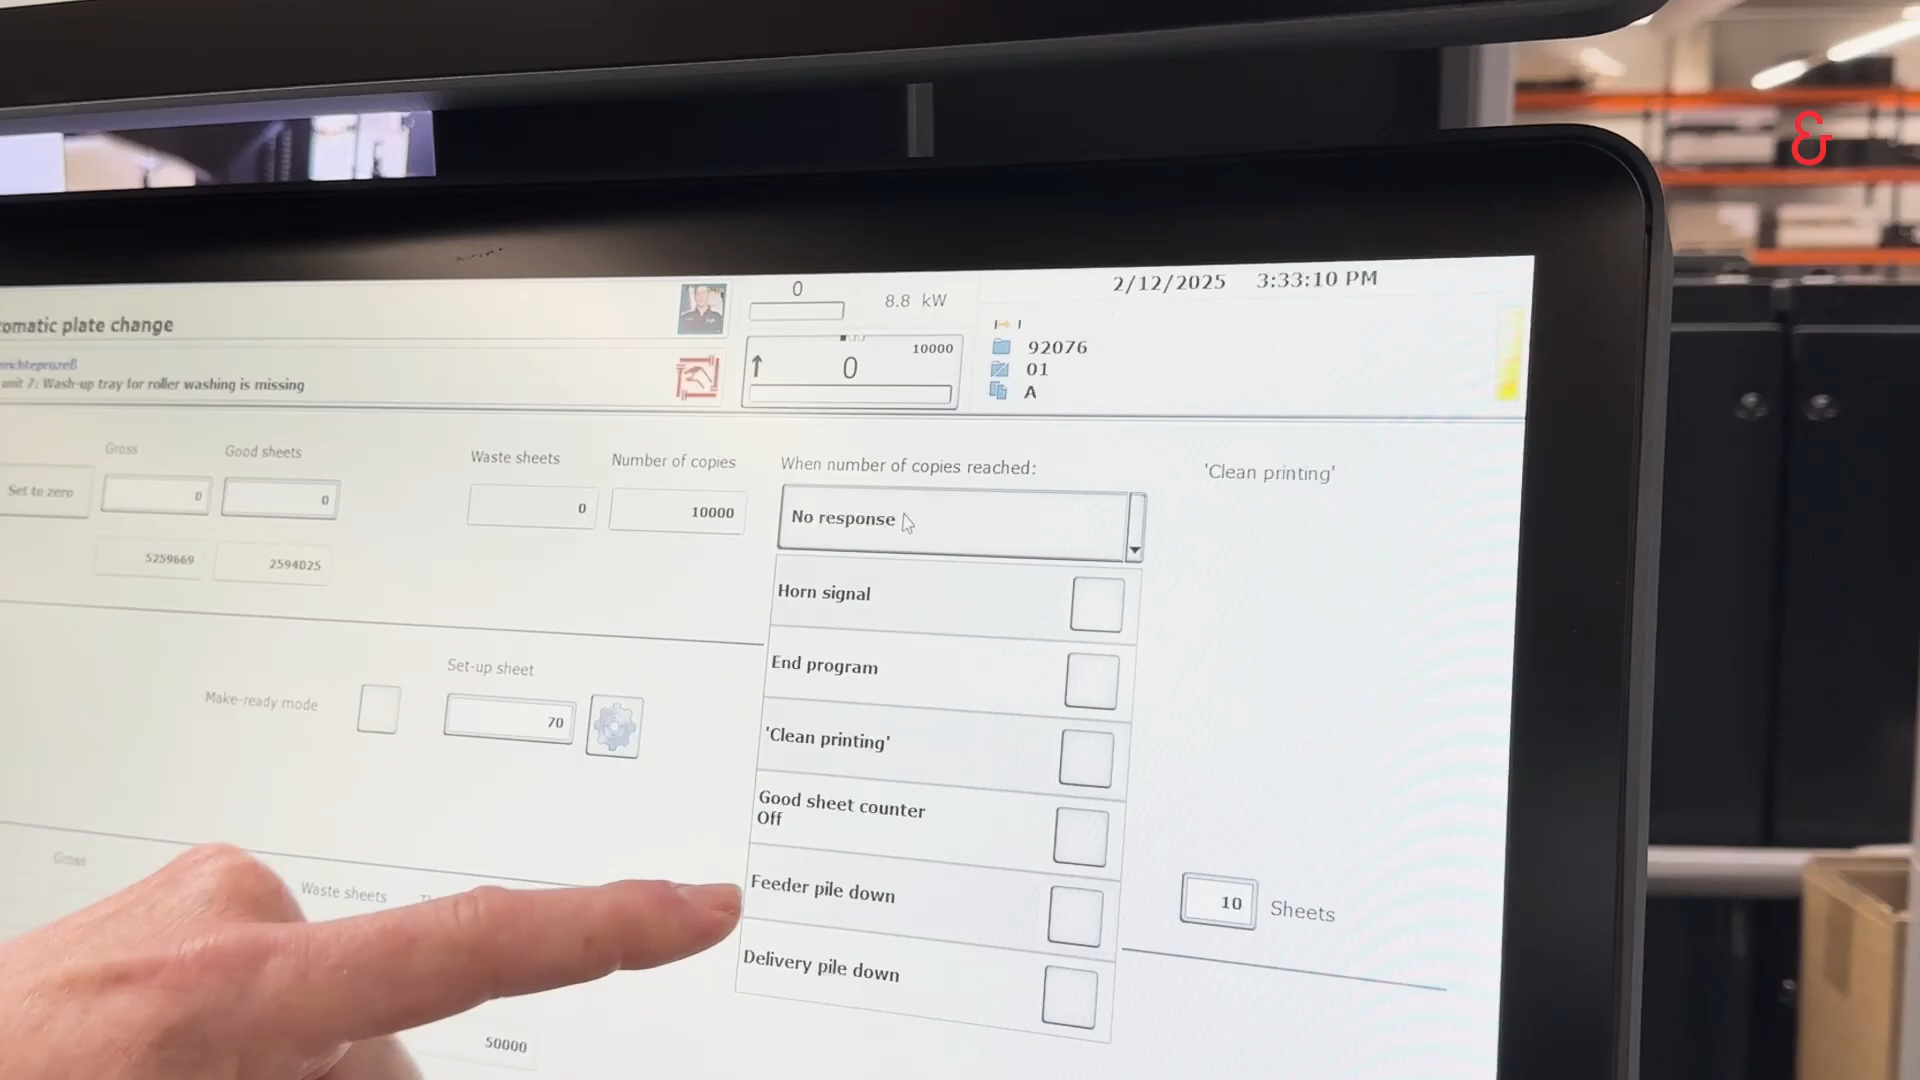 2/12/2025 3:33:10 PM
0
8.8 kW
tomatic plate change
10000
0
92076
01
A
unit 7: Wash-up tray for roller washing is missing
Gross
Good sheets
Waste sheets
Number of copies
When number of copies reached:
'Clean printing'
Set to zero
0
0
0
10000
No response
5259669
2594025
Horn signal
Set-up sheet
End program
Make-ready mode
70
'Clean printing'
Good sheet counter
Off
Gross
Waste sheets
Feeder pile down
10 Sheets
Delivery pile down
50000